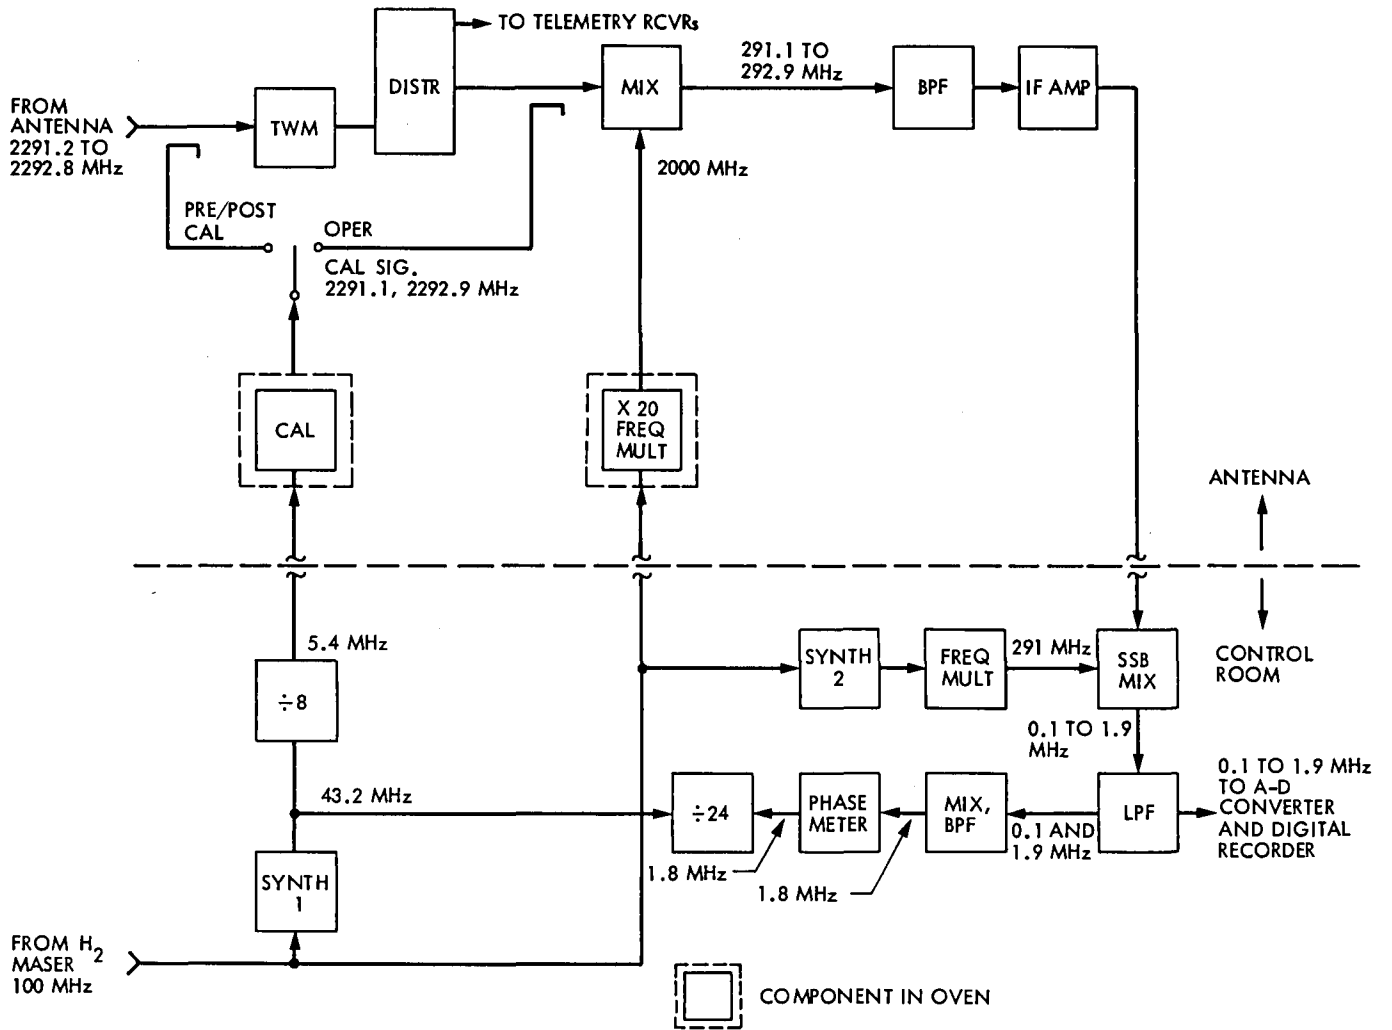 TO TELEMETRY RCVRs
DISTR
MIX
291.1 TO
292.9 MHz
BPF
IF AMP
FROM
ANTENNA
2291.2 TO
2292.8 MHz
TWM
2000 MHz
PRE/POST
CAL
OPER
CAL SIG.
2291.1, 2292.9 MHz
CAL
X 20
FREQ
MULT
ANTENNA
CONTROL
ROOM
5.4 MHz
÷8
SYNTH
2
FREQ
MULT
291 MHz
SSB
MIX
0.1 TO 1.9
MHz
43.2 MHz
÷24
PHASE
METER
MIX,
BPF
LPF
0.1 TO 1.9 MHz
TO A-D
CONVERTER
AND DIGITAL
RECORDER
0.1 AND
1.9 MHz
1.8 MHz
1.8 MHz
SYNTH
1
FROM H2
MASER
100 MHz
COMPONENT IN OVEN